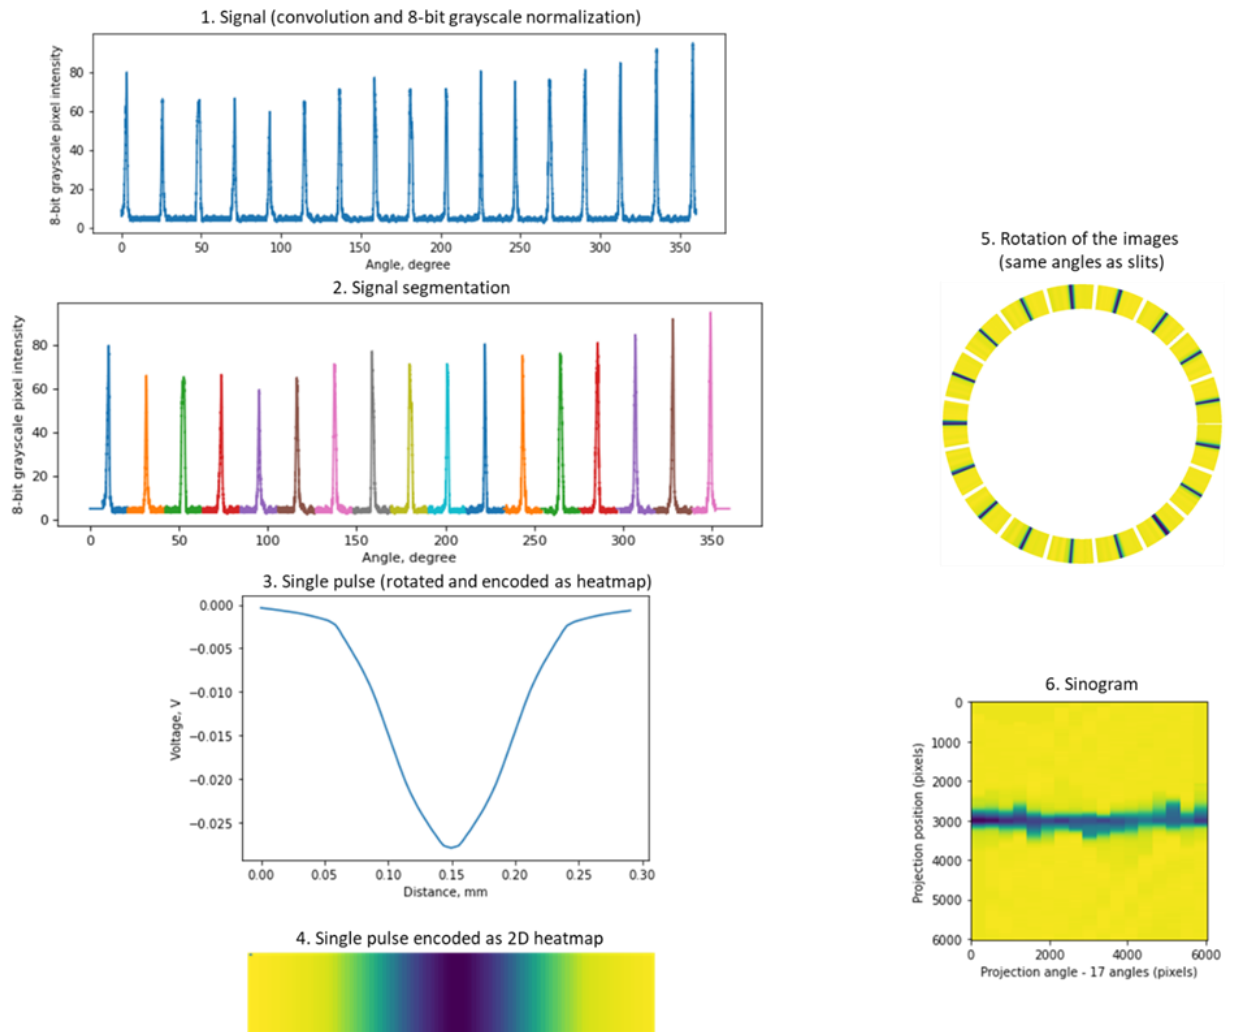 1. Signal (convolution and 8-bit grayscale normalization)
8-bit grayscale pixel intensity
80
60
40
20
0
0 50 100 150 200 250 300 350
Angle, degree
2. Signal segmentation
8-bit grayscale pixel intensity
80
60
40
20
0
0 50 100 150 200 250 300 350
Angle, degree
3. Single pulse (rotated and encoded as heatmap)
Voltage, V
0.000
−0.005
−0.010
−0.015
−0.020
−0.025
0.00 0.05 0.10 0.15 0.20 0.25 0.30
Distance, mm
4. Single pulse encoded as 2D heatmap
5. Rotation of the images
(same angles as slits)
6. Sinogram
Projection position (pixels)
0
1000
2000
3000
4000
5000
6000
0 2000 4000 6000
Projection angle - 17 angles (pixels)